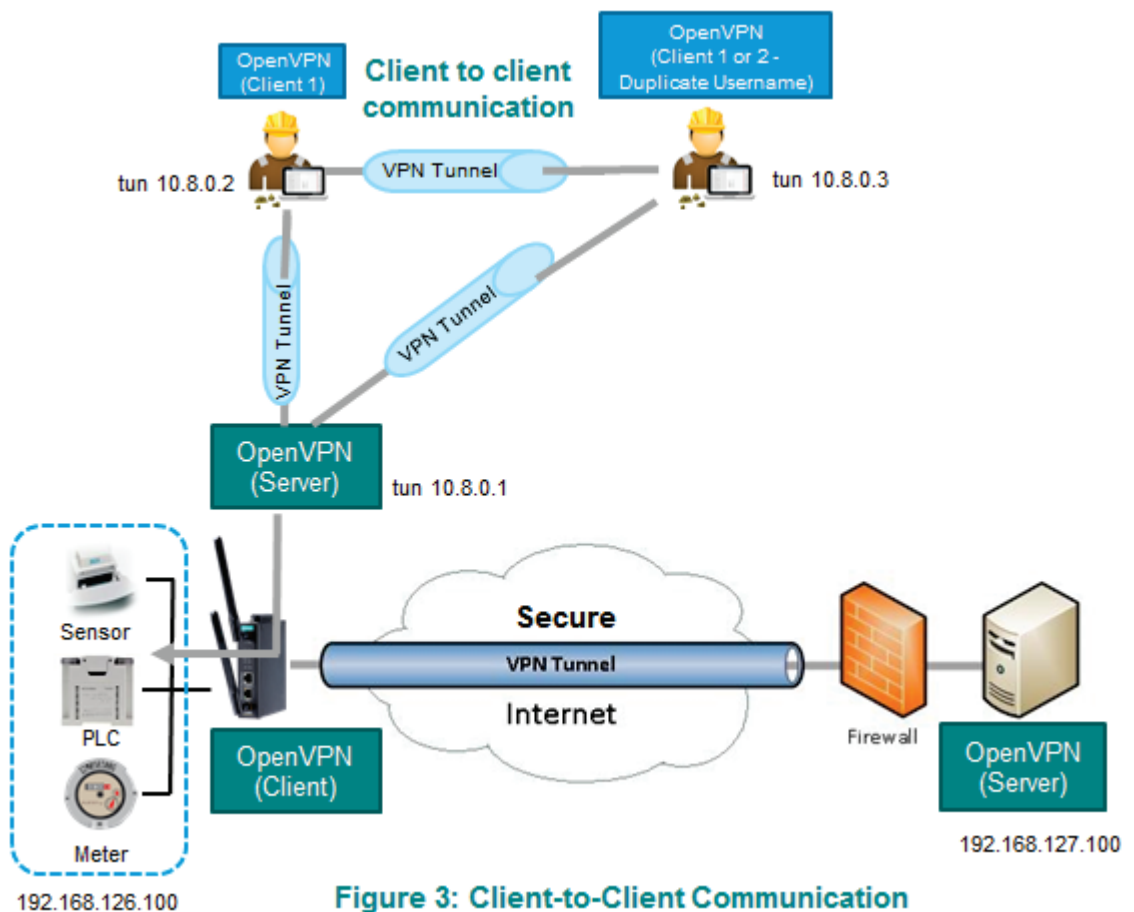 OpenVPN
(Client 1)
Client to client
communication
OpenVPN
(Client 1 or 2 -
Duplicate Username)
tun 10.8.0.2
VPN Tunnel
tun 10.8.0.3
VPN Tunnel
VPN Tunnel
OpenVPN
(Server)
tun 10.8.0.1
Sensor
PLC
Meter
192.168.126.100
OpenVPN
(Client)
Secure
VPN Tunnel
Internet
Firewall
OpenVPN
(Server)
192.168.127.100
Figure 3: Client-to-Client Communication